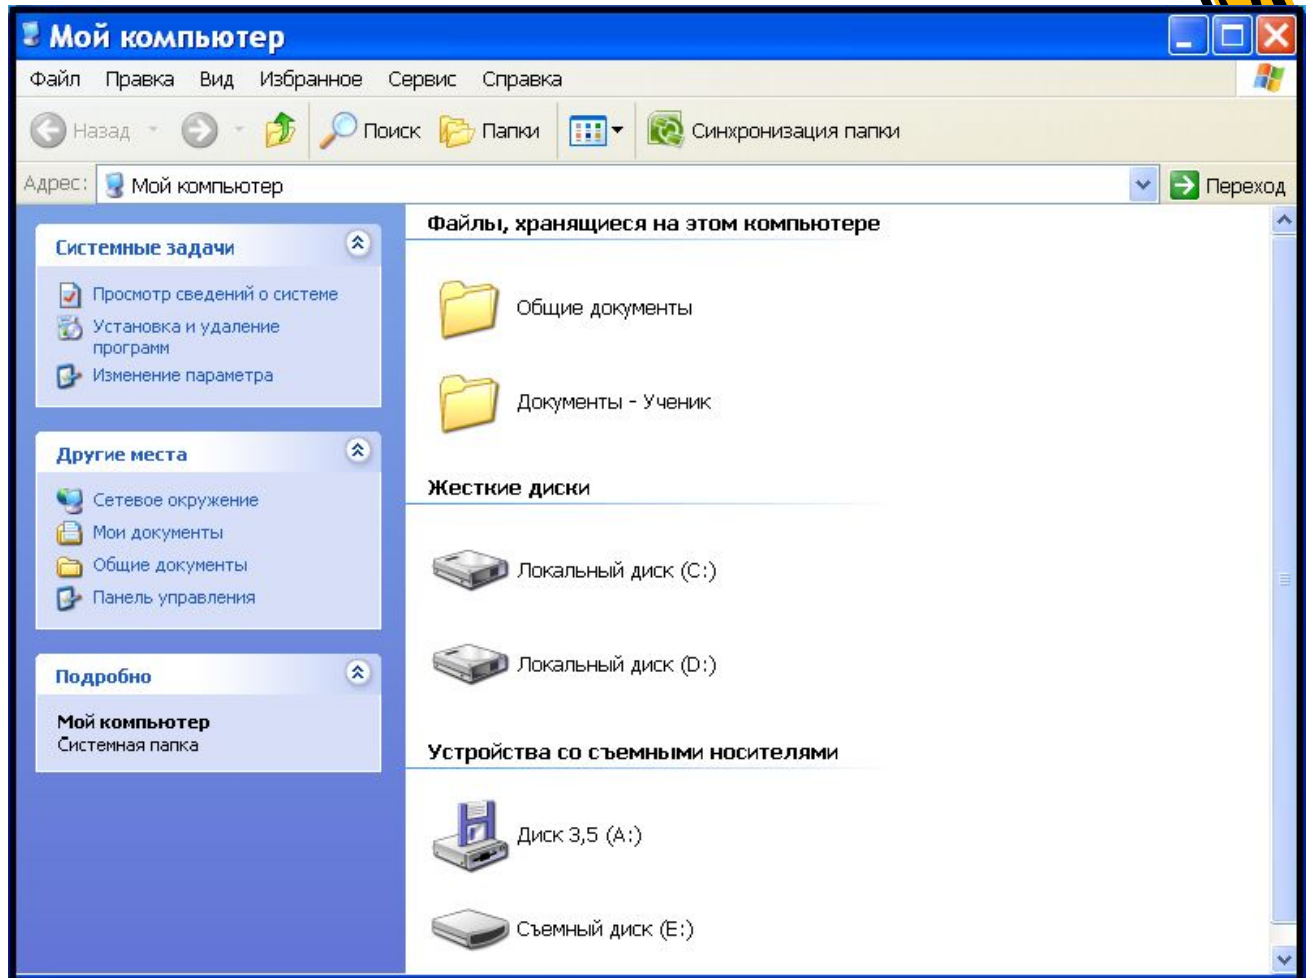 Мой компьютер
Файл Правка Вид Избранное Сервис Справка
Назад Поиск Папки Синхронизация папки
Адрес: Мой компьютер Переход
Системные задачи
Просмотр сведений о системе
Установка и удаление
программ
Изменение параметра
Другие места
Сетевое окружение
Мои документы
Общие документы
Панель управления
Подробно
Мой компьютер
Системная папка
Файлы, хранящиеся на этом компьютере
Общие документы
Документы - Ученик
Жесткие диски
Локальный диск (C:)
Локальный диск (D:)
Устройства со съемными носителями
Диск 3,5 (A:)
Съемный диск (E:)